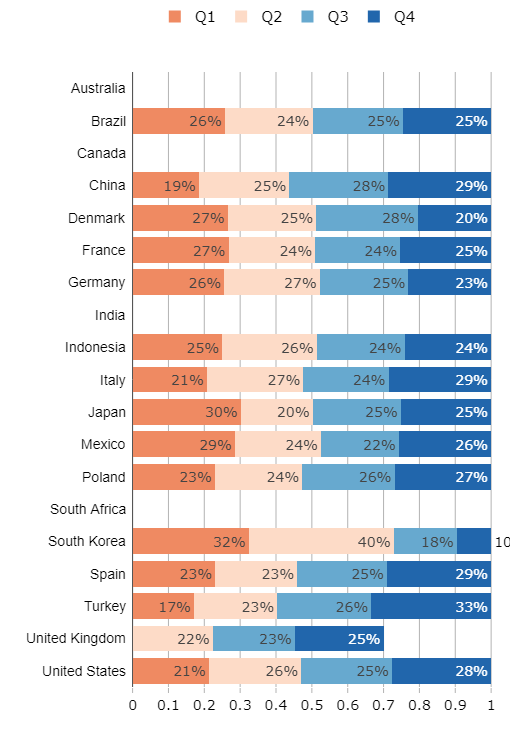 Q1 Q2 Q3 Q4
Australia
Brazil 26% 24% 25% 25%
Canada
China 19% 25% 28% 29%
Denmark 27% 25% 28% 20%
France 27% 24% 24% 25%
Germany 26% 27% 25% 23%
India
Indonesia 25% 26% 24% 24%
Italy 21% 27% 24% 29%
Japan 30% 20% 25% 25%
Mexico 29% 24% 22% 26%
Poland 23% 24% 26% 27%
South Africa
South Korea 32% 40% 18% 10
Spain 23% 23% 25% 29%
Turkey 17% 23% 26% 33%
United Kingdom 22% 23% 25%
United States 21% 26% 25% 28%
0 0.1 0.2 0.3 0.4 0.5 0.6 0.7 0.8 0.9 1